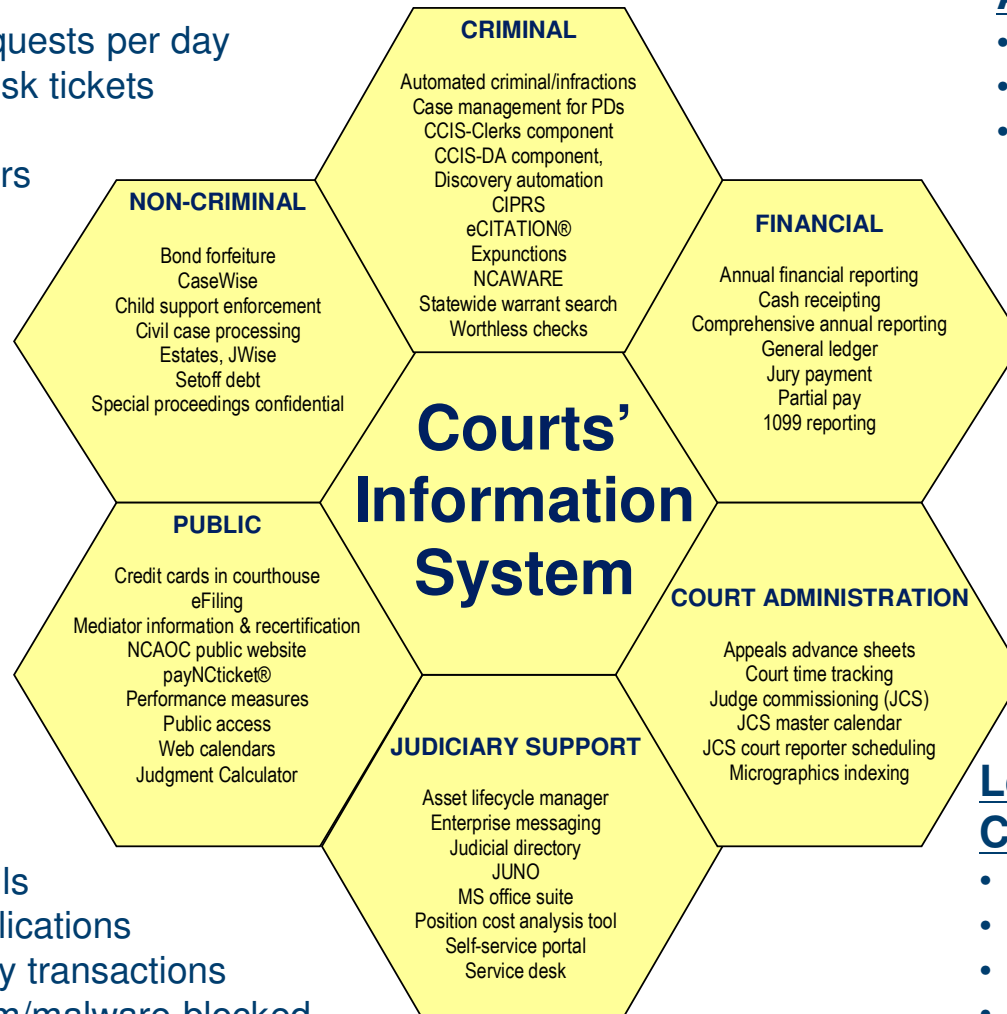 quests per day
sk tickets
rs
CRIMINAL
Automated criminal/infractions
Case management for PDs
CCIS-Clerks component
CCIS-DA component,
Discovery automation
CIPRS
eCITATION®
Expunctions
NCAWARE
Statewide warrant search
Worthless checks
NON-CRIMINAL
Bond forfeiture
CaseWise
Child support enforcement
Civil case processing
Estates, JWise
Setoff debt
Special proceedings confidential
FINANCIAL
Annual financial reporting
Cash receipting
Comprehensive annual reporting
General ledger
Jury payment
Partial pay
1099 reporting
Courts’
Information
System
PUBLIC
Credit cards in courthouse
eFiling
Mediator information & recertification
NCAOC public website
payNCticket®
Performance measures
Public access
Web calendars
Judgment Calculator
COURT ADMINISTRATION
Appeals advance sheets
Court time tracking
Judge commissioning (JCS)
JCS master calendar
JCS court reporter scheduling
Micrographics indexing
JUDICIARY SUPPORT
Asset lifecycle manager
Enterprise messaging
Judicial directory
JUNO
MS office suite
Position cost analysis tool
Self-service portal
Service desk
ls
lications
y transactions
m/malware blocked